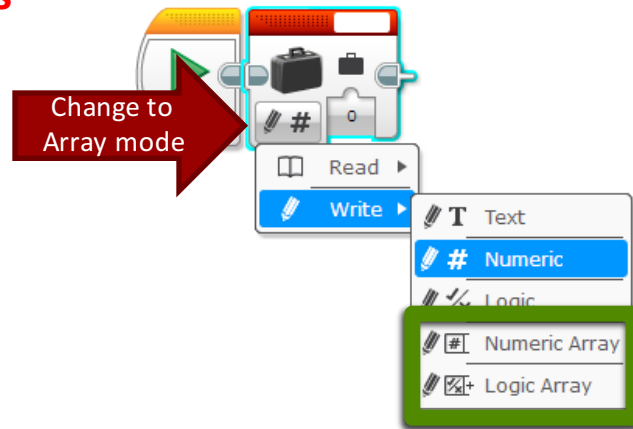 s
Change to
Array mode
#
0
Read
Write
T Text
# Numeric
Logic
# Numeric Array
Logic Array